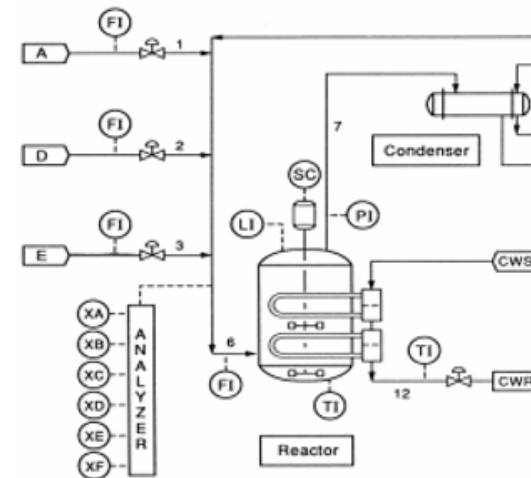 FI
A
1
FI
D
2
7
Condenser
SC
FI
LI
PI
E
3
CWS
XA
XB
XC
XD
XE
XF
ANALYZER
6
FI
TI
TI
12
CWR
Reactor